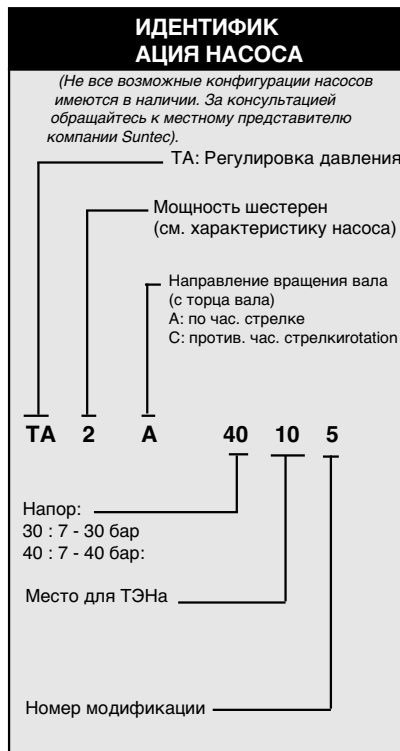 ИДЕНТИФИК
АЦИЯ НАСОСА
(Не все возможные конфигурации насосов
имеются в наличии. За консультацией
обращайтесь к местному представителю
компании Suntec).
TA: Регулировка давления
Мощность шестерен
(см. характеристику насоса)
Направление вращения вала
(с торца вала)
A: по час. стрелке
C: против. час. стрелкиrotation
TA 2 A 40 10 5
Напор:
30 : 7 - 30 бар
40 : 7 - 40 бар:
Место для ТЭНа
Номер модификации